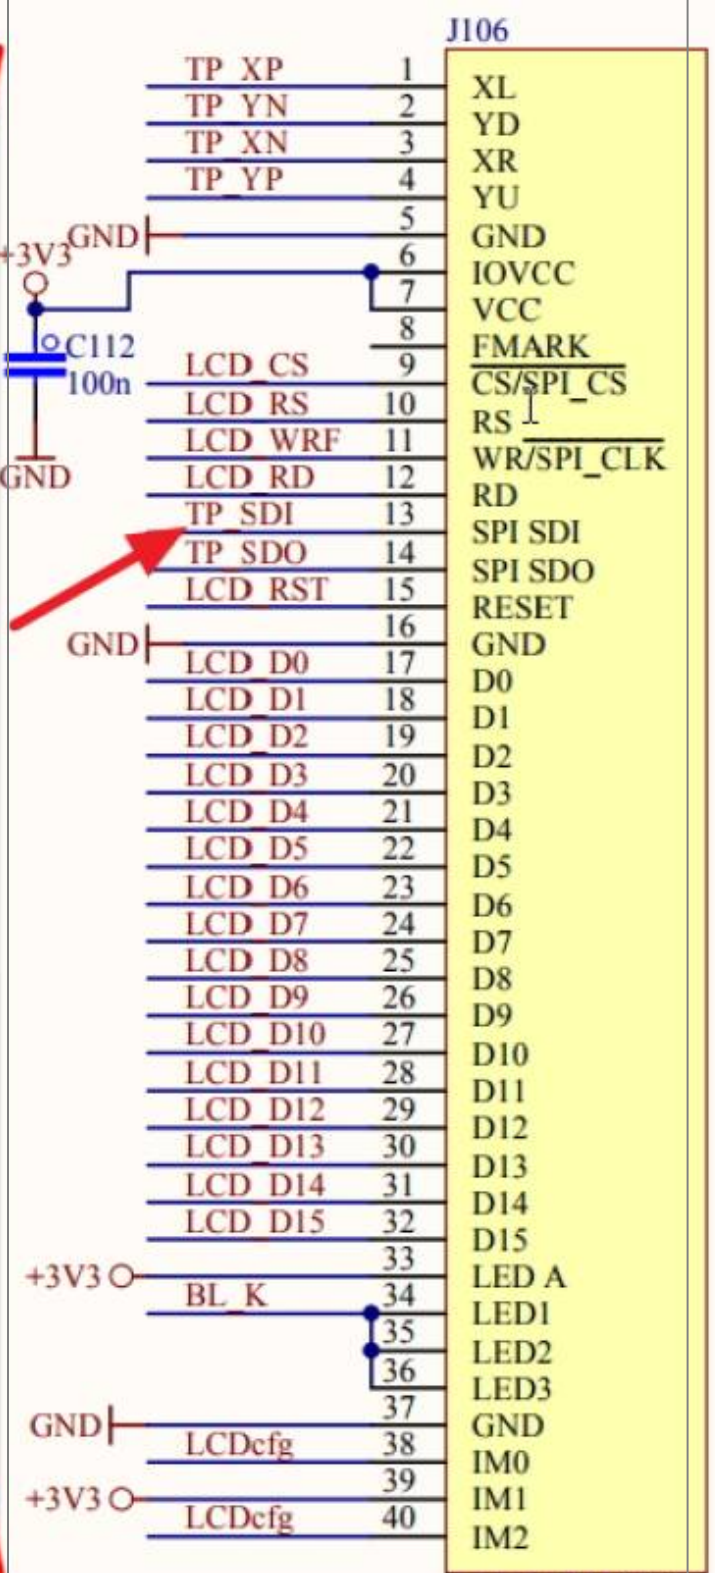 J106
TP_XP 1 XL
TP_YN 2 YD
TP_XN 3 XR
TP_YP 4 YU
GND 5 GND
+3V3 6 IOVCC
7 VCC
8 FMARK
C112
100n
GND
LCD_CS 9 CS/SPI_CS
LCD_RS 10 RS
LCD_WRF 11 WR/SPI_CLK
LCD_RD 12 RD
TP_SDI 13 SPI SDI
TP_SDO 14 SPI SDO
LCD_RST 15 RESET
GND 16 GND
LCD_D0 17 D0
LCD_D1 18 D1
LCD_D2 19 D2
LCD_D3 20 D3
LCD_D4 21 D4
LCD_D5 22 D5
LCD_D6 23 D6
LCD_D7 24 D7
LCD_D8 25 D8
LCD_D9 26 D9
LCD_D10 27 D10
LCD_D11 28 D11
LCD_D12 29 D12
LCD_D13 30 D13
LCD_D14 31 D14
LCD_D15 32 D15
+3V3 33 LED A
BL_K 34 LED1
35 LED2
36 LED3
GND 37 GND
LCDcfg 38 IM0
+3V3 39 IM1
LCDcfg 40 IM2